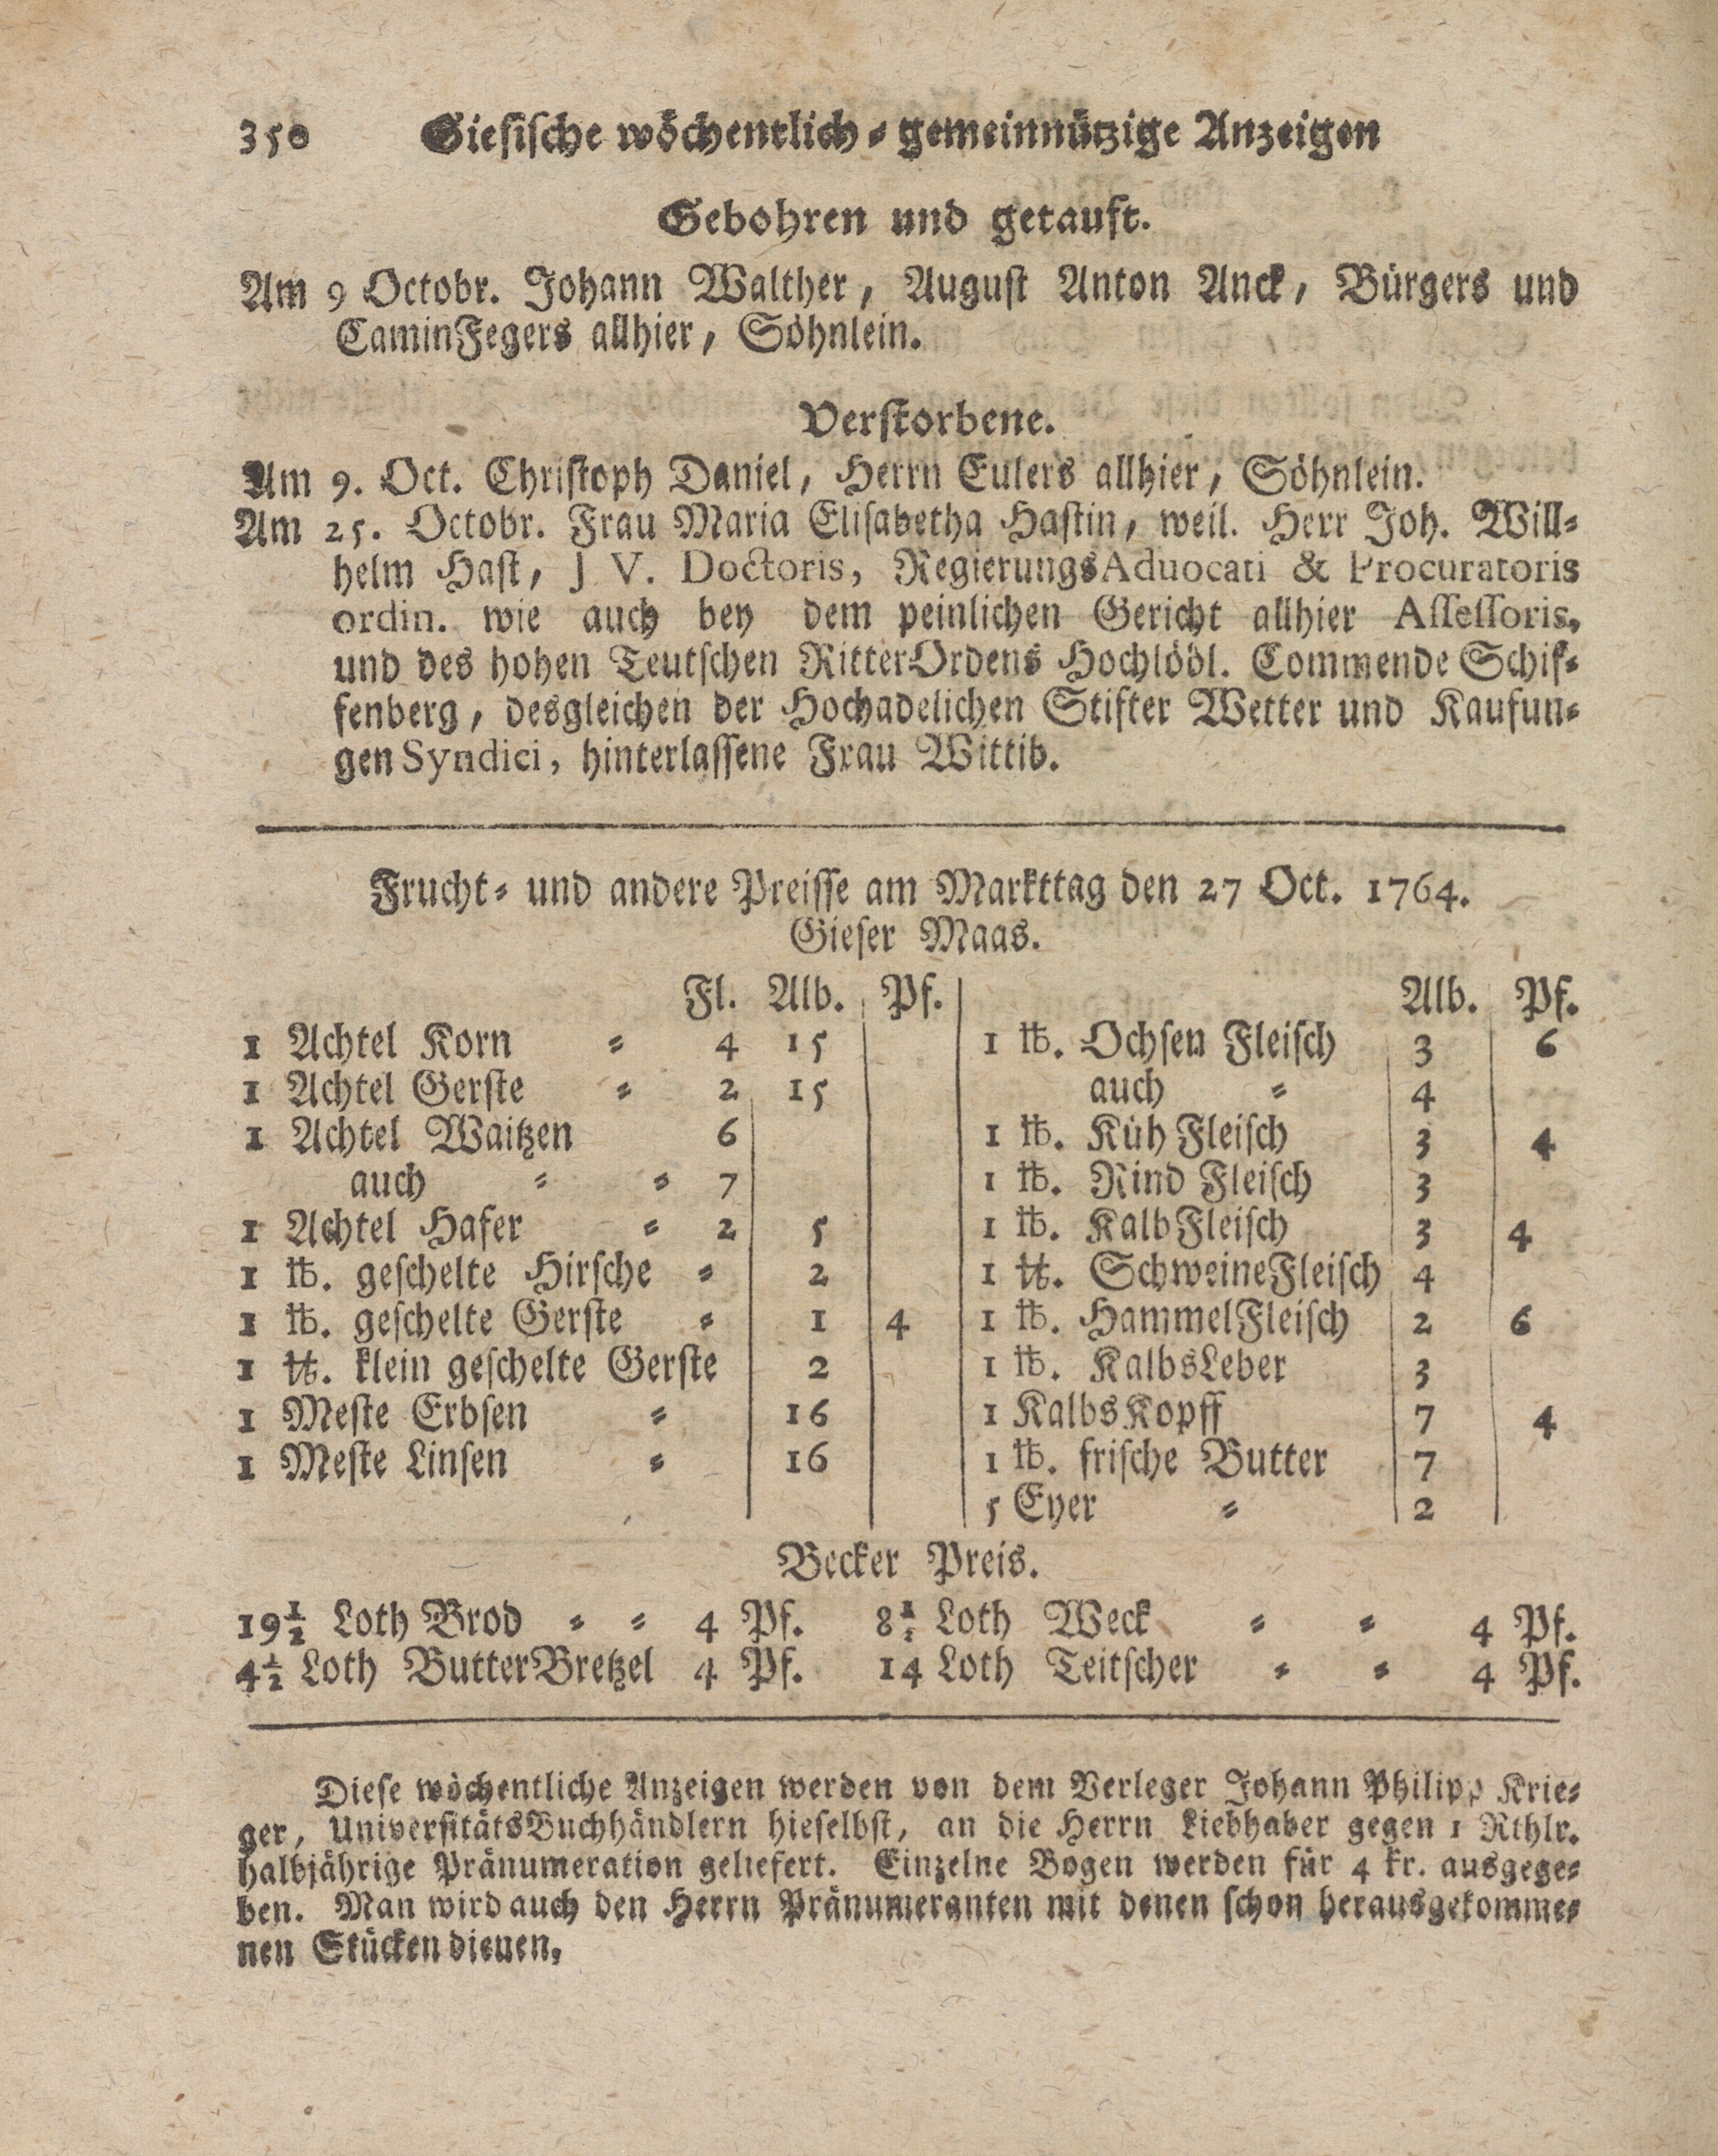 350 Giesische wöchentlich = gemeinnützige Anzeigen
Gebohren und getauft.
Am 9 Octobr. Johann Walther, August Anton Anck, Bürgers und
CaminFegers allhier, Söhnlein.
Verstorbene.
Am 9. Oct. Christoph Daniel, Herrn Eulers allhier, Söhnlein.
Am 25. Octobr. Frau Maria Elisabetha Hastin, weil. Herr Joh. Will=
helm Hast, J V. Doctoris, RegierungsAduocati & Procuratoris
ordin. wie auch bey dem peinlichen Gericht allhier Assessoris,
und des hohen Teutschen RitterOrdens Hochlöbl. Commende Schif=
fenberg, desgleichen der Hochadelichen Stifter Wetter und Kaufun=
gen Syndici, hinterlassene Frau Wittib.
Frucht= und andere Preisse am Markttag den 27 Oct. 1764.
Gieser Maas.
Fl. Alb. Pf.
1 Achtel Korn = 4 15
1 Achtel Gerste = 2 15
1 Achtel Waitzen 6
auch = = 7
1 Achtel Hafer = 2 5
1 ℔. geschelte Hirsche = 2
1 ℔. geschelte Gerste = 1 4
1 ℔. klein geschelte Gerste 2
1 Meste Erbsen = 16
1 Meste Linsen = 16
Alb. Pf.
1 ℔. Ochsen Fleisch 3 6
auch = 4
1 ℔. Küh Fleisch 3 4
1 ℔. Rind Fleisch 3
1 ℔. KalbFleisch 3 4
1 ℔. SchweineFleisch 4
1 ℔. HammelFleisch 2 6
1 ℔. KalbsLeber 3
1 KalbsKopff 7 4
1 ℔. frische Butter 7
5 Eyer = 2
Becker Preis.
19½ Loth Brod = = 4 Pf. 8½ Loth Weck = = 4 Pf.
4½ Loth ButterBretzel 4 Pf. 14 Loth Teitscher = = 4 Pf.
Diese wöchentliche Anzeigen werden von dem Verleger Johann Philipp Krie=
ger, UniversitätsBuchhändlern hieselbst, an die Herrn Liebhaber gegen 1 Rthlr.
halbjährige Pränumeration geliefert. Einzelne Bogen werden für 4 kr. ausgege=
ben. Man wird auch den Herrn Pränumeranten mit denen schon herausgekomme=
nen Stücken dienen.